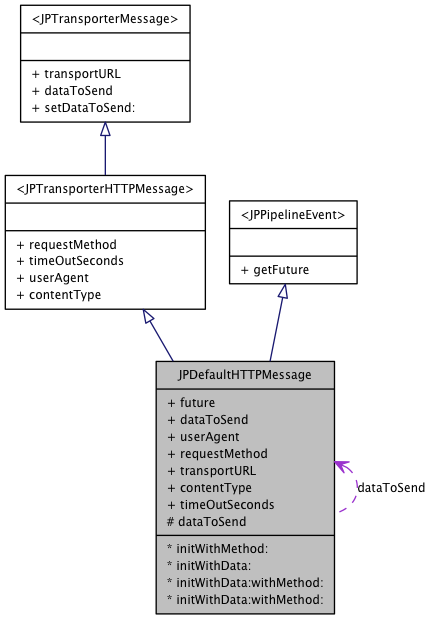 <JPTransporterMessage>
+ transportURL
+ dataToSend
+ setDataToSend:
<JPTransporterHTTPMessage>
+ requestMethod
+ timeOutSeconds
+ userAgent
+ contentType
<JPPipelineEvent>
+ getFuture
JPDefaultHTTPMessage
+ future
+ dataToSend
+ userAgent
+ requestMethod
+ transportURL
+ contentType
+ timeOutSeconds
# dataToSend
* initWithMethod:
* initWithData:
* initWithData:withMethod:
* initWithData:withMethod:
dataToSend